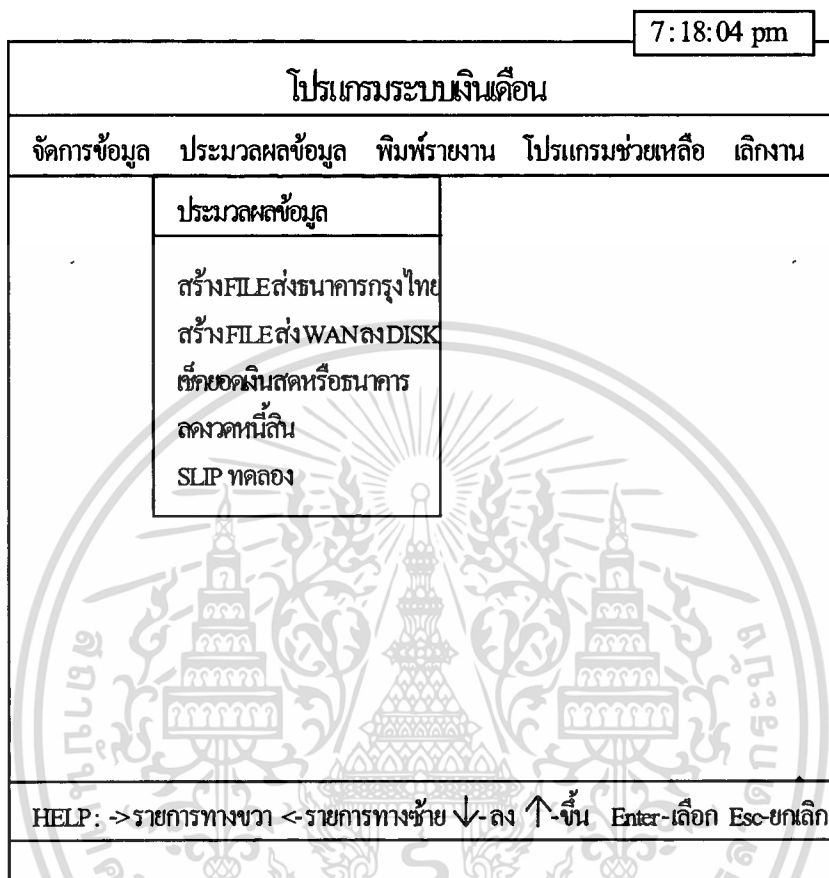 7:18:04 pm
โปรแกรมระบบเงินเดือน
จัดการข้อมูล ประมวลผลข้อมูล พิมพ์รายงาน โปรแกรมช่วยเหลือ เลิกงาน
ประมวลผลข้อมูล
สร้างFILEส่งธนาคารกรุงไทย
สร้างFILEส่งWANลงDISK
เช็คยอดเงินสดหรือธนาคาร
ลดงวดหนี้สิน
SLIP ทดลอง
HELP: ->รายการทางขวา <-รายการทางซ้าย ↓-ลง ↑-ขึ้น Enter-เลือก Esc-ยกเลิก